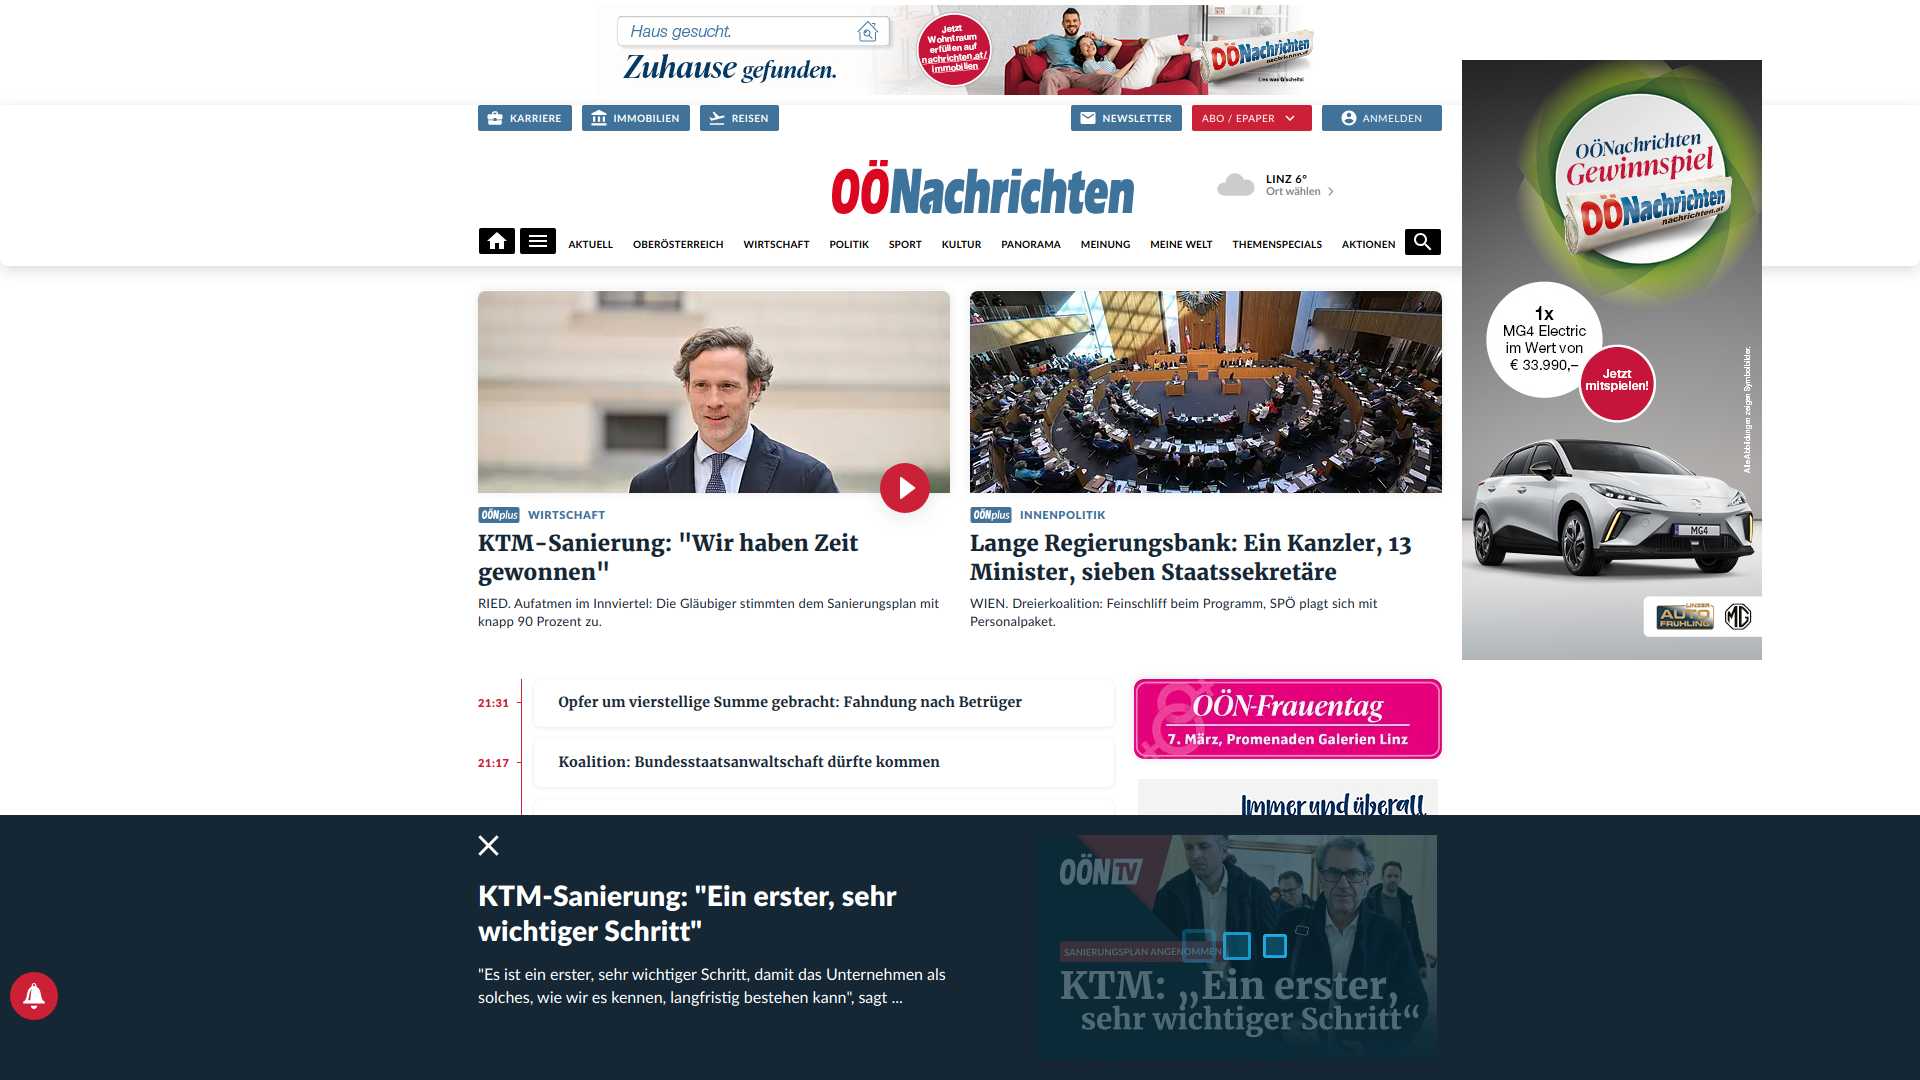 Haus gesucht.
Zuhause gefunden.
Jetzt
Wohntraum
erfüllen auf
nachrichten.at/
immobilien
OÖNachrichten
nachrichten.at
Lies was G'scheits!
KARRIERE
IMMOBILIEN
REISEN
NEWSLETTER
ABO / EPAPER
ANMELDEN
OÖNachrichten
LINZ 6°
Ort wählen
AKTUELL
OBERÖSTERREICH
WIRTSCHAFT
POLITIK
SPORT
KULTUR
PANORAMA
MEINUNG
MEINE WELT
THEMENSPECIALS
AKTIONEN
OÖNachrichten
Gewinnspiel
OÖNachrichten
nachrichten.at
1x
MG4 Electric
im Wert von
€ 33.990,–
Jetzt
mitspielen!
Alle Abbildungen zeigen Symbolbilder.
MG4
LINZER
AUTO
FRÜHLING
MG
OÖNplus WIRTSCHAFT
KTM-Sanierung: "Wir haben Zeit
gewonnen"
RIED. Aufatmen im Innviertel: Die Gläubiger stimmten dem Sanierungsplan mit
knapp 90 Prozent zu.
OÖNplus INNENPOLITIK
Lange Regierungsbank: Ein Kanzler, 13
Minister, sieben Staatssekretäre
WIEN. Dreierkoalition: Feinschliff beim Programm, SPÖ plagt sich mit
Personalpaket.
21:31 Opfer um vierstellige Summe gebracht: Fahndung nach Betrüger
21:17 Koalition: Bundesstaatsanwaltschaft dürfte kommen
OÖN-Frauentag
7. März, Promenaden Galerien Linz
Immer und überall
KTM-Sanierung: "Ein erster, sehr
wichtiger Schritt"
"Es ist ein erster, sehr wichtiger Schritt, damit das Unternehmen als
solches, wie wir es kennen, langfristig bestehen kann", sagt ...
OÖN TV
SANIERUNGSPLAN ANGENOMMEN
KTM: „Ein erster,
sehr wichtiger Schritt“